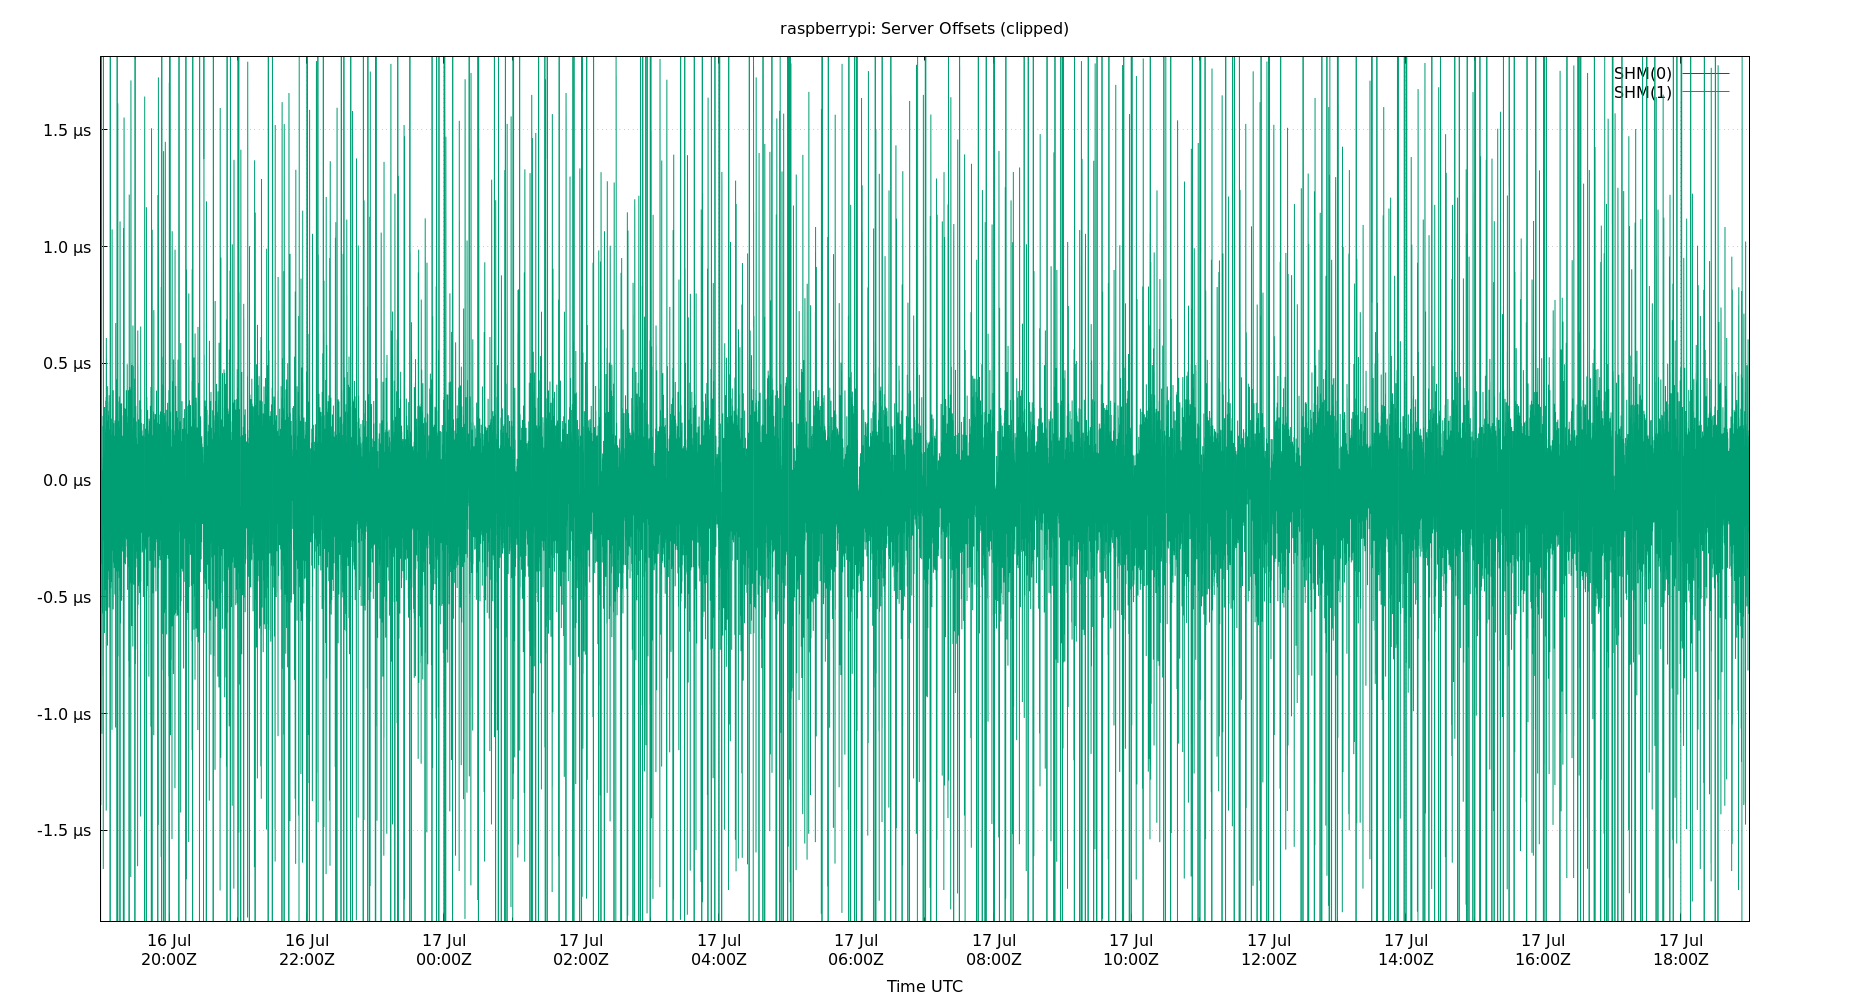 raspberrypi: Server Offsets (clipped)
SHM(0)
SHM(1)
1.5 µs
1.0 µs
0.5 µs
0.0 µs
-0.5 µs
-1.0 µs
-1.5 µs
16 Jul 16 Jul 17 Jul 17 Jul 17 Jul 17 Jul 17 Jul 17 Jul 17 Jul 17 Jul 17 Jul 17 Jul
20:00Z 22:00Z 00:00Z 02:00Z 04:00Z 06:00Z 08:00Z 10:00Z 12:00Z 14:00Z 16:00Z 18:00Z
Time UTC